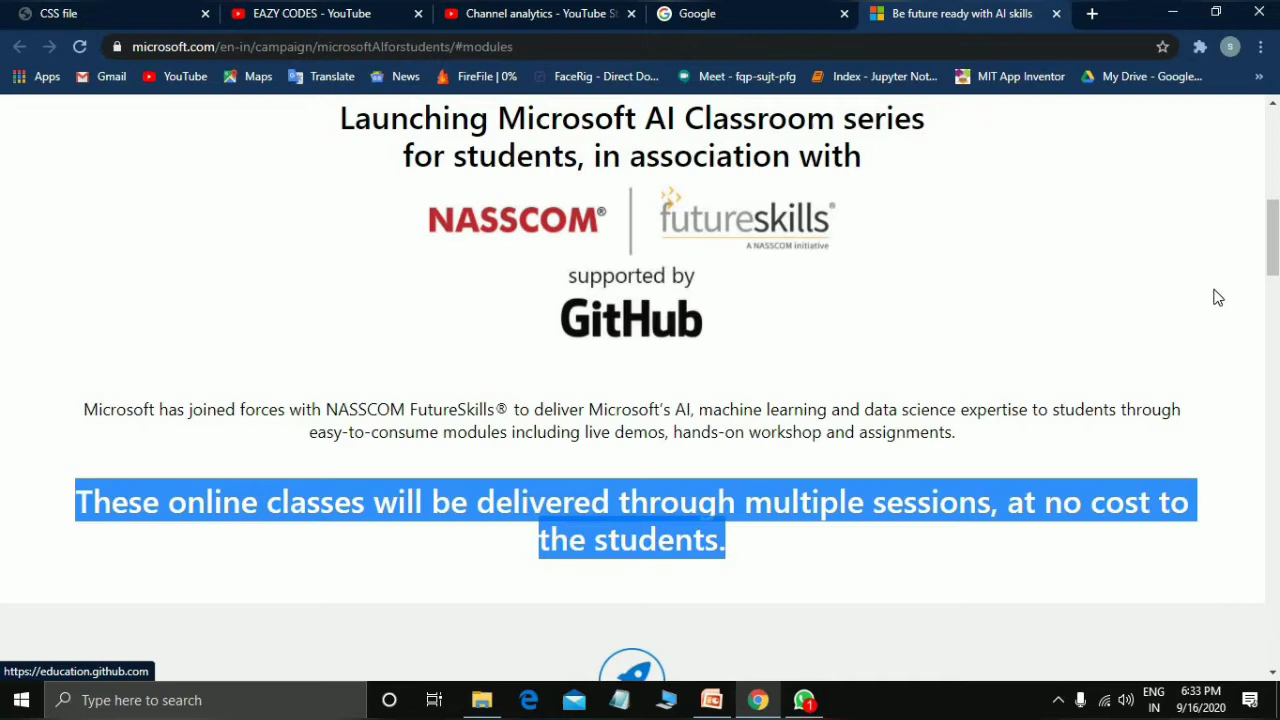 CSS file
EAZY CODES - YouTube
Channel analytics - YouTube St
Google
Be future ready with AI skills
microsoft.com/en-in/campaign/microsoftAIforstudents/#modules
S
Apps
Gmail
YouTube
Maps
Translate
News
FireFile | 0%
FaceRig - Direct Do...
Meet - fqp-sujt-pfg
Index - Jupyter Not...
MIT App Inventor
My Drive - Google...
»
Launching Microsoft AI Classroom series
for students, in association with
NASSCOM®
futureskills®
A NASSCOM initiative
supported by
GitHub
Microsoft has joined forces with NASSCOM FutureSkills® to deliver Microsoft's AI, machine learning and data science expertise to students through
easy-to-consume modules including live demos, hands-on workshop and assignments.
These online classes will be delivered through multiple sessions, at no cost to
the students.
https://education.github.com
Type here to search
1
ENG
IN
6:33 PM
9/16/2020